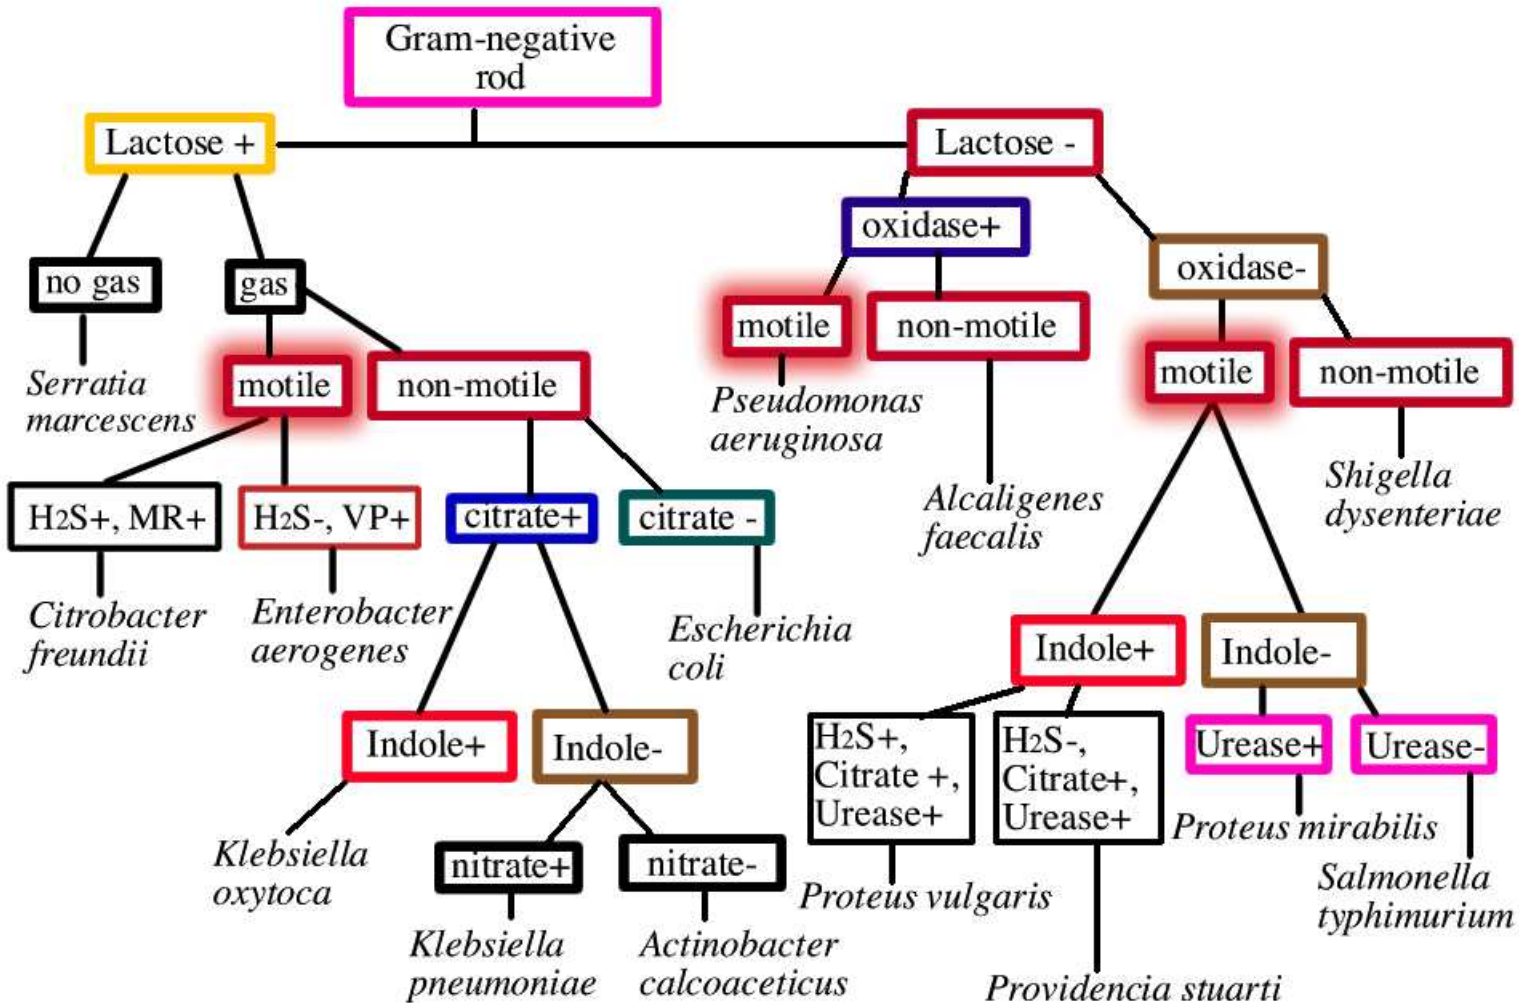 Gram-negative
rod
Lactose +
Lactose -
oxidase+
oxidase-
no gas
gas
motile
non-motile
motile
non-motile
motile
non-motile
Serratia
marcescens
Pseudomonas
aeruginosa
Alcaligenes
faecalis
Shigella
dysenteriae
H2S+, MR+
H2S-, VP+
citrate+
citrate -
Citrobacter
freundii
Enterobacter
aerogenes
Escherichia
coli
Indole+
Indole-
Indole+
Indole-
H2S+,
Citrate +,
Urease+
H2S-,
Citrate+,
Urease+
Urease+
Urease-
Klebsiella
oxytoca
nitrate+
nitrate-
Proteus vulgaris
Proteus mirabilis
Salmonella
typhimurium
Klebsiella
pneumoniae
Actinobacter
calcoaceticus
Providencia stuarti